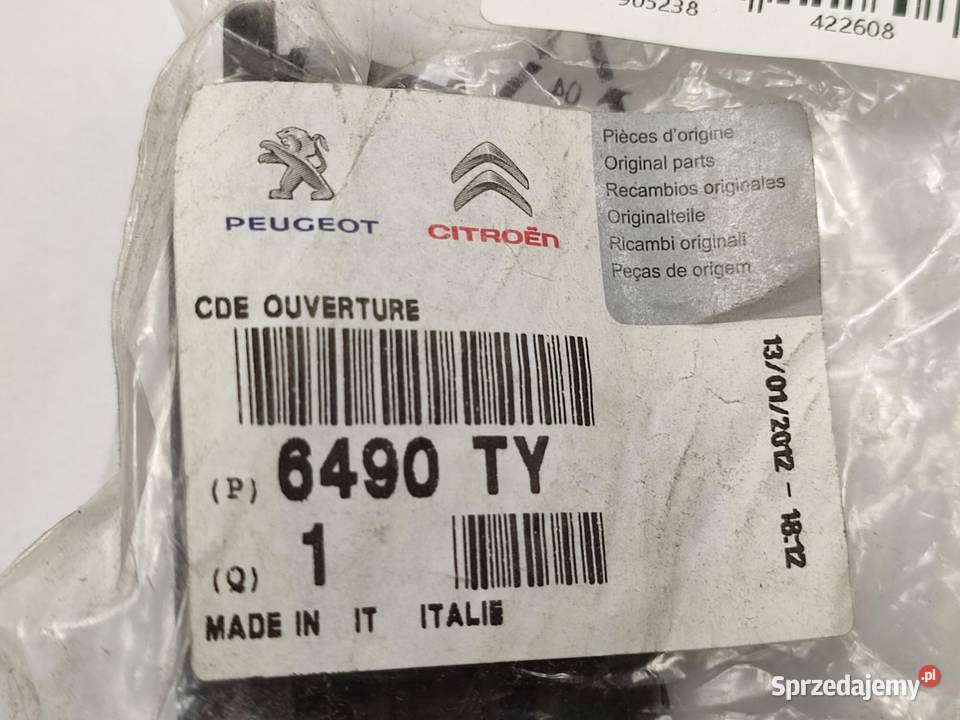 905238
422608
PEUGEOT
CITROËN
Pièces d'origine
Original parts
Recambios originales
Originalteile
Ricambi originali
Peças de origem
CDE OUVERTURE
13/01/2012 - 18:12
(P) 6490 TY
(Q) 1
MADE IN IT ITALIE
Sprzedajemy.pl